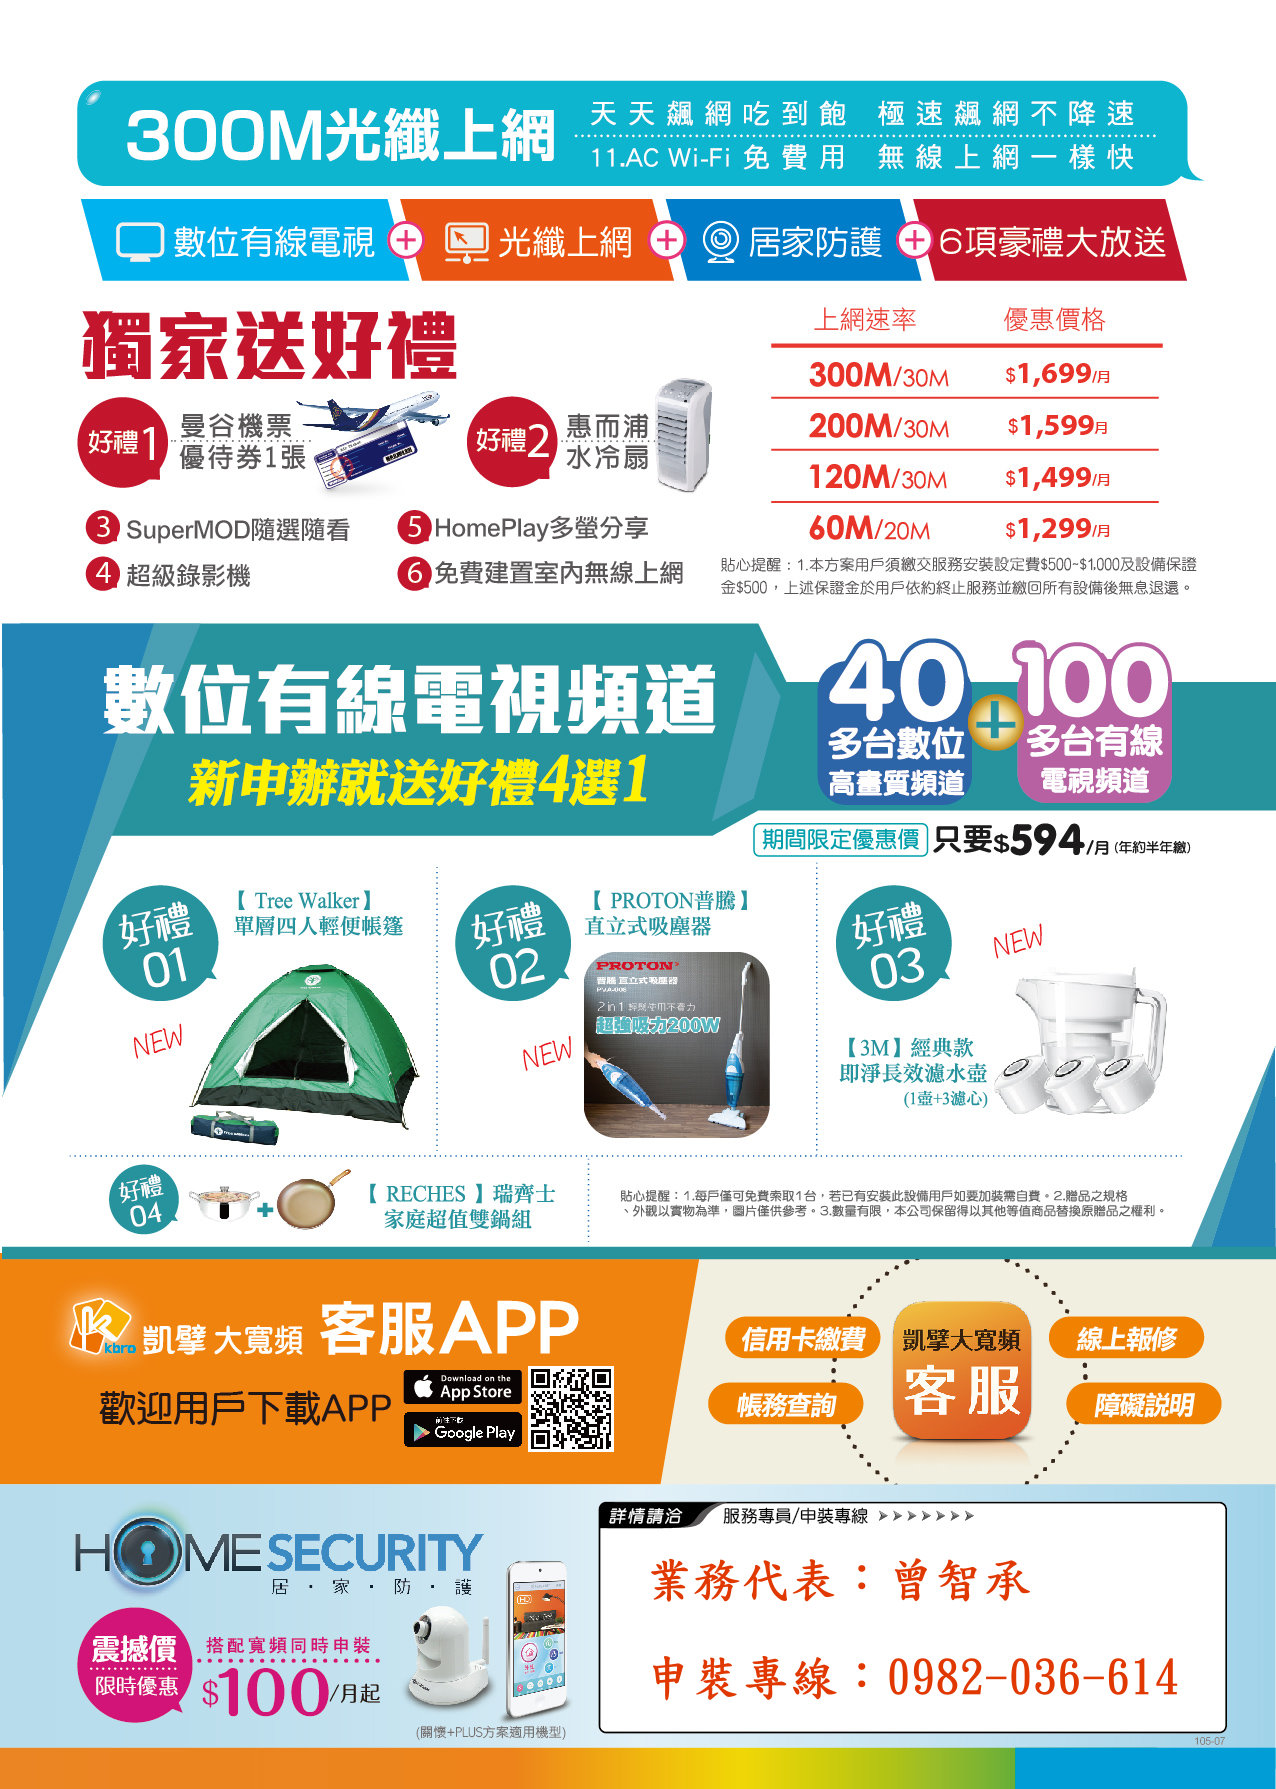 300M光纖上網
天天飆網吃到飽 極速飆網不降速
11.AC Wi-Fi 免費用 無線上網一樣快
數位有線電視 + 光纖上網 + 居家防護 + 6項豪禮大放送
獨家送好禮
好禮1 曼谷機票
優待券1張
好禮2 惠而浦
水冷扇
3 SuperMOD隨選隨看
5 HomePlay多螢分享
4 超級錄影機
6 免費建置室內無線上網
上網速率 優惠價格
300M/30M $1,699/月
200M/30M $1,599/月
120M/30M $1,499/月
60M/20M $1,299/月
貼心提醒：1.本方案用戶須繳交服務安裝設定費$500~$1,000及設備保證
金$500，上述保證金於用戶依約終止服務並繳回所有設備後無息退還。
數位有線電視頻道
新申辦就送好禮4選1
40
多台數位
高畫質頻道
+
100
多台有線
電視頻道
期間限定優惠價 只要$594/月 (年約半年繳)
好禮
01
【Tree Walker】
單層四人輕便帳篷
NEW
好禮
02
【PROTON普騰】
直立式吸塵器
PROTON
普騰 直立式吸塵器
2 in 1 輕鬆使用不費力
超強吸力200W
NEW
好禮
03
NEW
【3M】經典款
即淨長效濾水壺
(1壺+3濾心)
好禮
04
+
【RECHES】瑞齊士
家庭超值雙鍋組
貼心提醒：1.每戶僅可免費索取1台，若已有安裝此設備用戶如要加裝需自費。2.贈品之規格
、外觀以實物為準，圖片僅供參考。3.數量有限，本公司保留得以其他等值商品替換原贈品之權利。
kbro 凱擘大寬頻 客服APP
歡迎用戶下載APP
Download on the
App Store
前往下載
Google Play
信用卡繳費
帳務查詢
凱擘大寬頻
客服
線上報修
障礙説明
HOME SECURITY
居・家・防・護
震撼價
限時優惠
搭配寬頻同時申裝
$100/月起
(關懷+PLUS方案適用機型)
詳情請洽 服務專員/申裝專線
業務代表：曾智承
申裝專線：0982-036-614
105-07